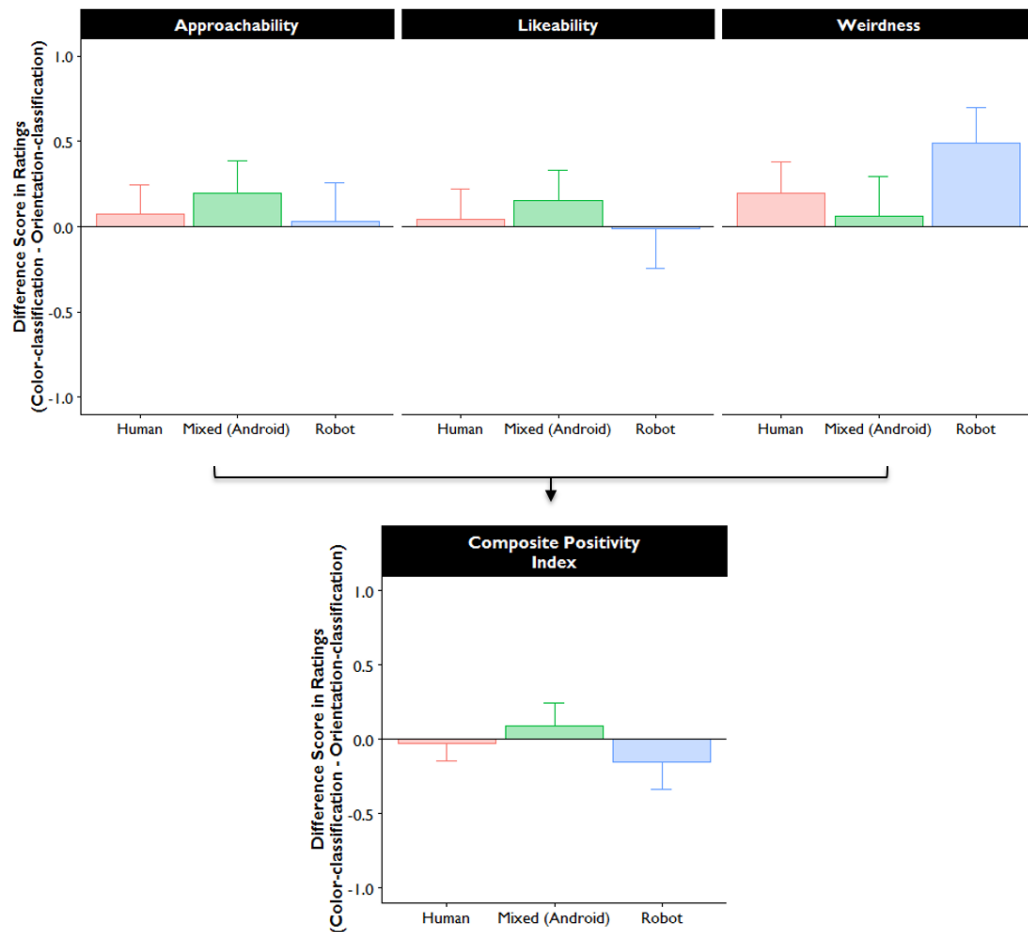 Approachability Likeability Weirdness
Difference Score in Ratings
(Color-classification - Orientation-classification)
1.0
0.5
0.0
-0.5
-1.0
Human Mixed (Android) Robot Human Mixed (Android) Robot Human Mixed (Android) Robot
Composite Positivity
Index
Difference Score in Ratings
(Color-classification - Orientation-classification)
1.0
0.5
0.0
-0.5
-1.0
Human Mixed (Android) Robot